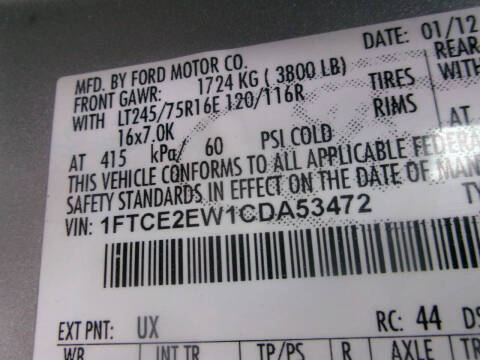 DATE: 01/12
MFD. BY FORD MOTOR CO.
FRONT GAWR: 1724 KG ( 3800 LB) REAR
WITH LT245/75R16E 120/116R TIRES WITH
16x7.0K RIMS
AT 415 kPa/ 60 PSI COLD
THIS VEHICLE CONFORMS TO ALL APPLICABLE
SAFETY STANDARDS IN EFFECT ON THE DATE OF
VIN: 1FTCE2EW1CDA53472
EXT PNT: UX RC: 44
WB INT TR TP/PS R AXLE